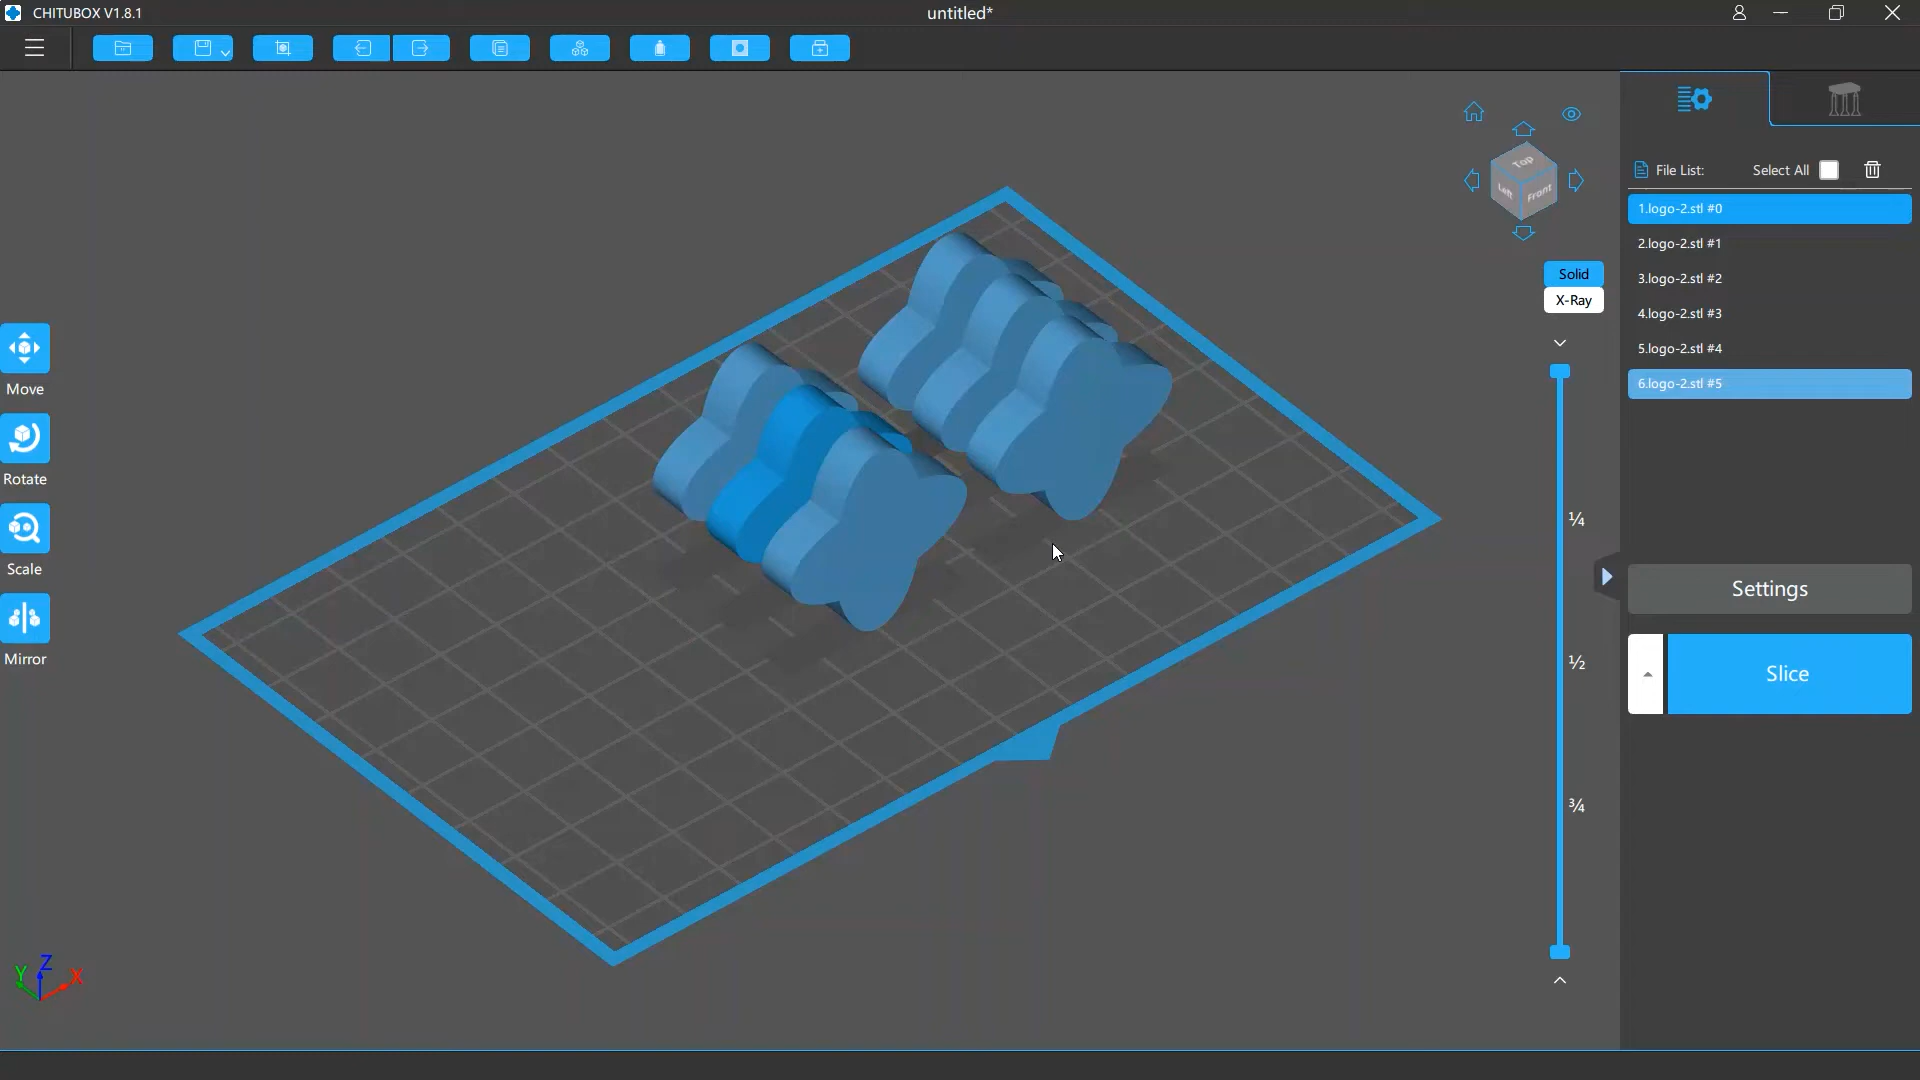 CHITUBOX V1.8.1
untitled*
File List:
Select All
1.logo-2.stl #0
2.logo-2.stl #1
3.logo-2.stl #2
4.logo-2.stl #3
5.logo-2.stl #4
6.logo-2.stl #5
Top
Left
Front
Solid
X-Ray
Move
Rotate
Scale
Mirror
¼
½
¾
Settings
Slice
Z
Y
X